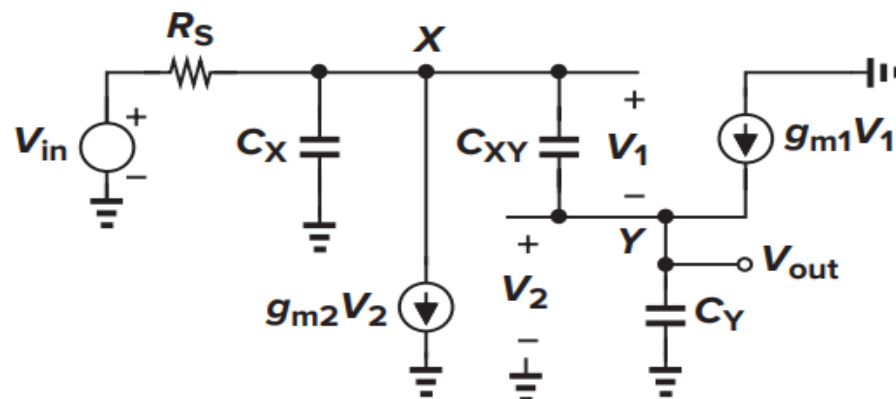 R_S
X
+
V_in
−
C_X
C_XY
+
V_1
−
g_m1V_1
Y
+
V_2
−
g_m2V_2
V_out
C_Y